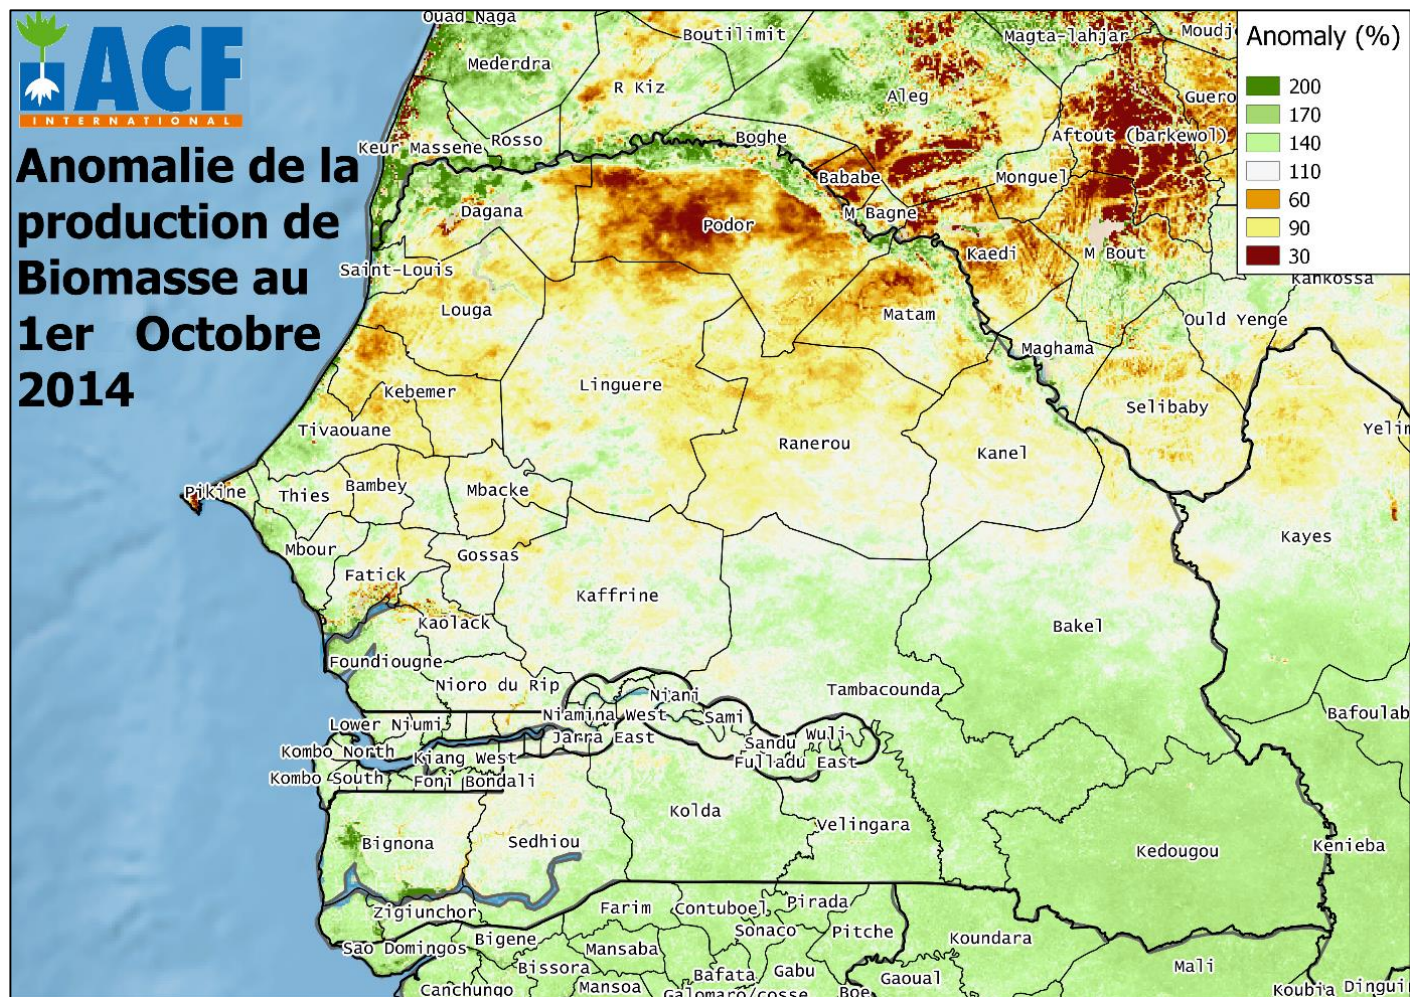 ACF
INTERNATIONAL
Anomalie de la
production de
Biomasse au
1er Octobre
2014
Anomaly (%)
200
170
140
110
60
90
30
Ouad Naga
Boutilimit
Magta-lahjar
Mederdra
R Kiz
Aleg
Aftout (barkewol)
Keur Massene
Rosso
Boghe
Bababe
Monguel
Dagana
Podor
M Bagne
Kaedi
M Bout
Saint-Louis
Louga
Matam
Kankossa
Ould Yenge
Maghama
Kebemer
Linguere
Selibaby
Tivaouane
Ranerou
Kanel
Pikine
Thies
Bambey
Mbacke
Mbour
Gossas
Kayes
Fatick
Kaffrine
Kaolack
Bakel
Foundiougne
Nioro du Rip
Niani
Tambacounda
Lower Niumi
Niamina West
Sami
Kombo North
Jarra East
Sandu
Wuli
Kiang West
Fulladu East
Kombo South
Foni Bondali
Kolda
Velingara
Bignona
Sedhiou
Kedougou
Kenieba
Zigiunchor
Farim
Contuboel
Pirada
Sao Domingos
Bigene
Mansaba
Sonaco
Pitche
Koundara
Bissora
Bafata
Gabu
Gaoual
Mali
Canchungo
Mansoa
Galomaro/cosse
Boe
Koubia